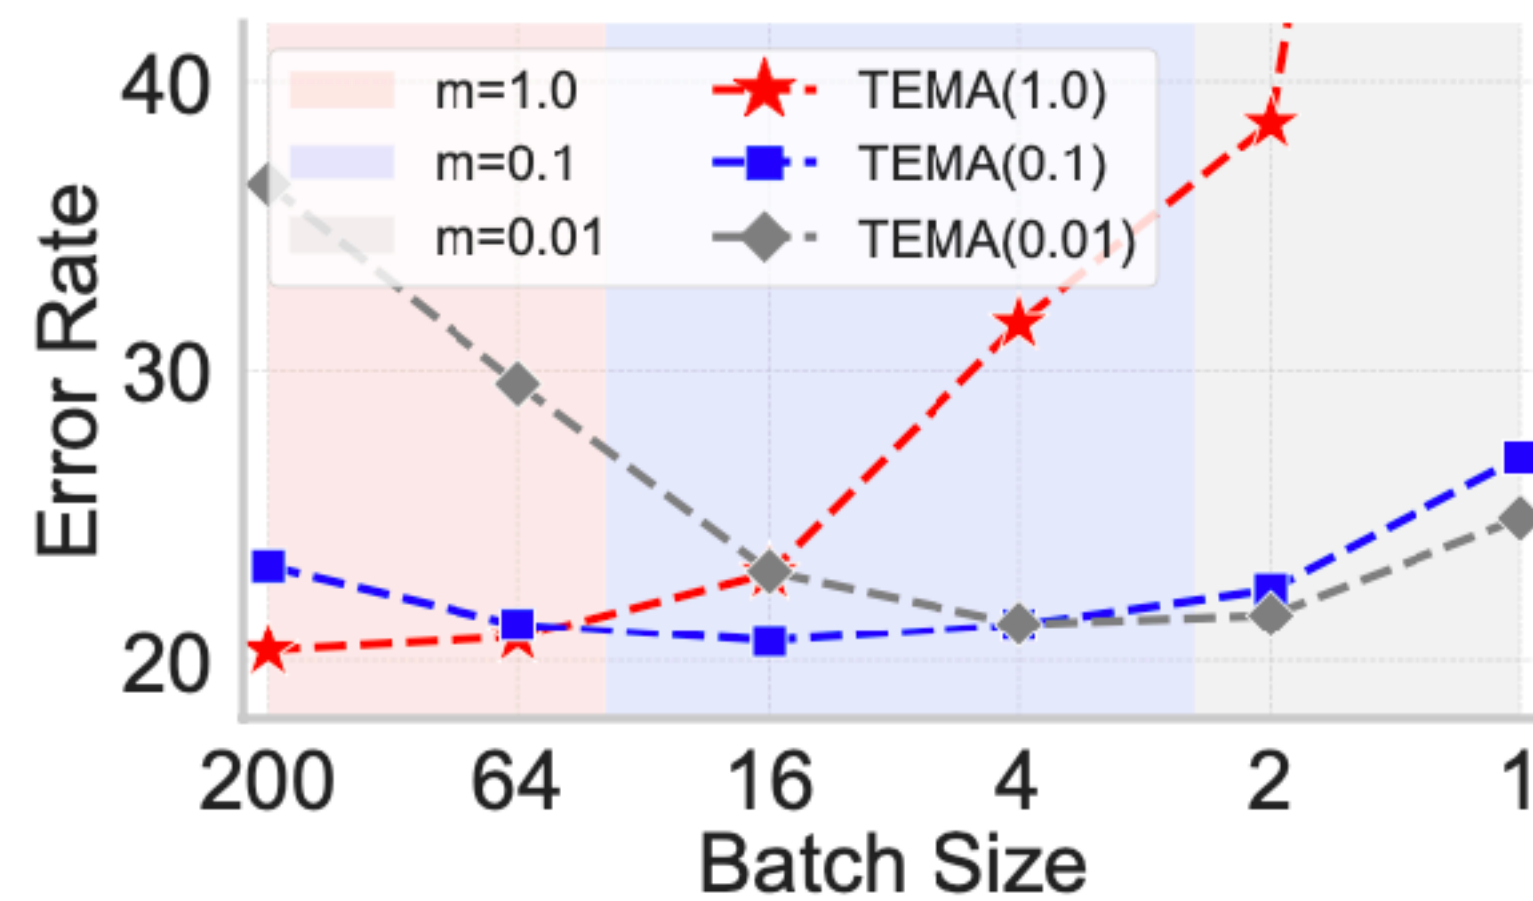 40
30
20
Error Rate
m=1.0
m=0.1
m=0.01
TEMA(1.0)
TEMA(0.1)
TEMA(0.01)
200 64 16 4 2 1
Batch Size